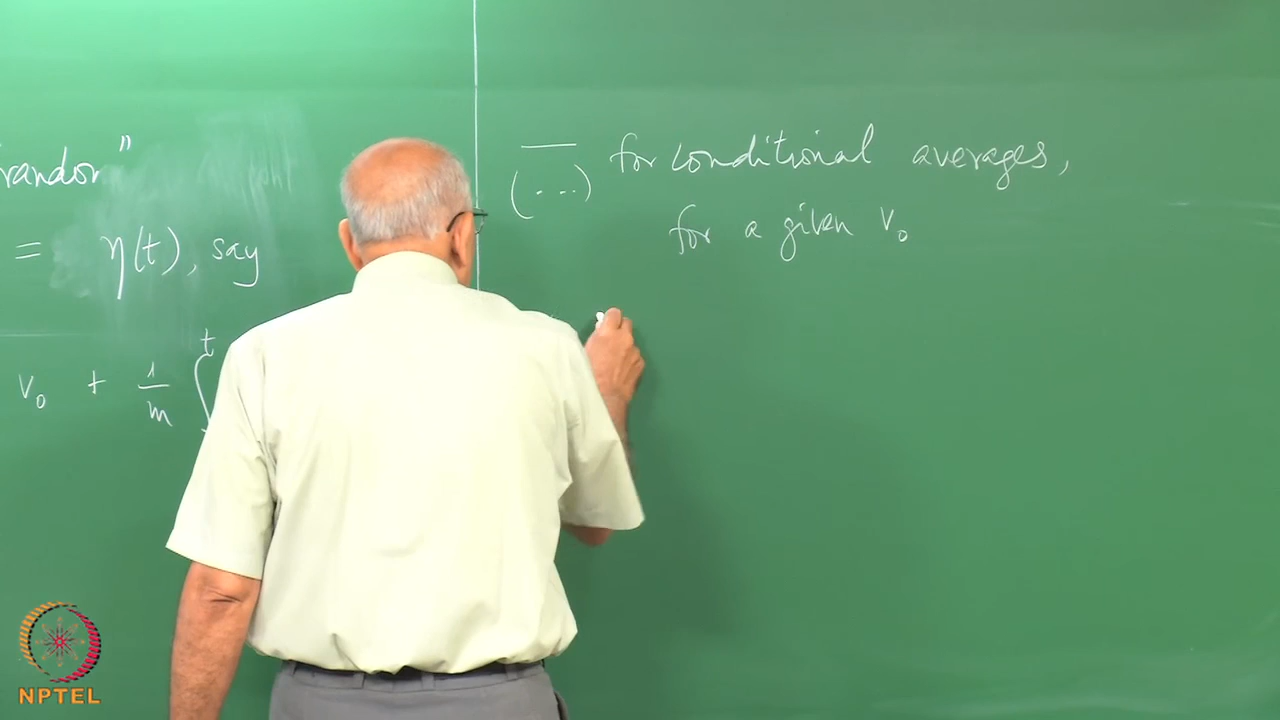 random"
= η(t), say
v₀ + 1/m ∫ t
‾‾‾
(...) for conditional averages,
for a given v₀
NPTEL